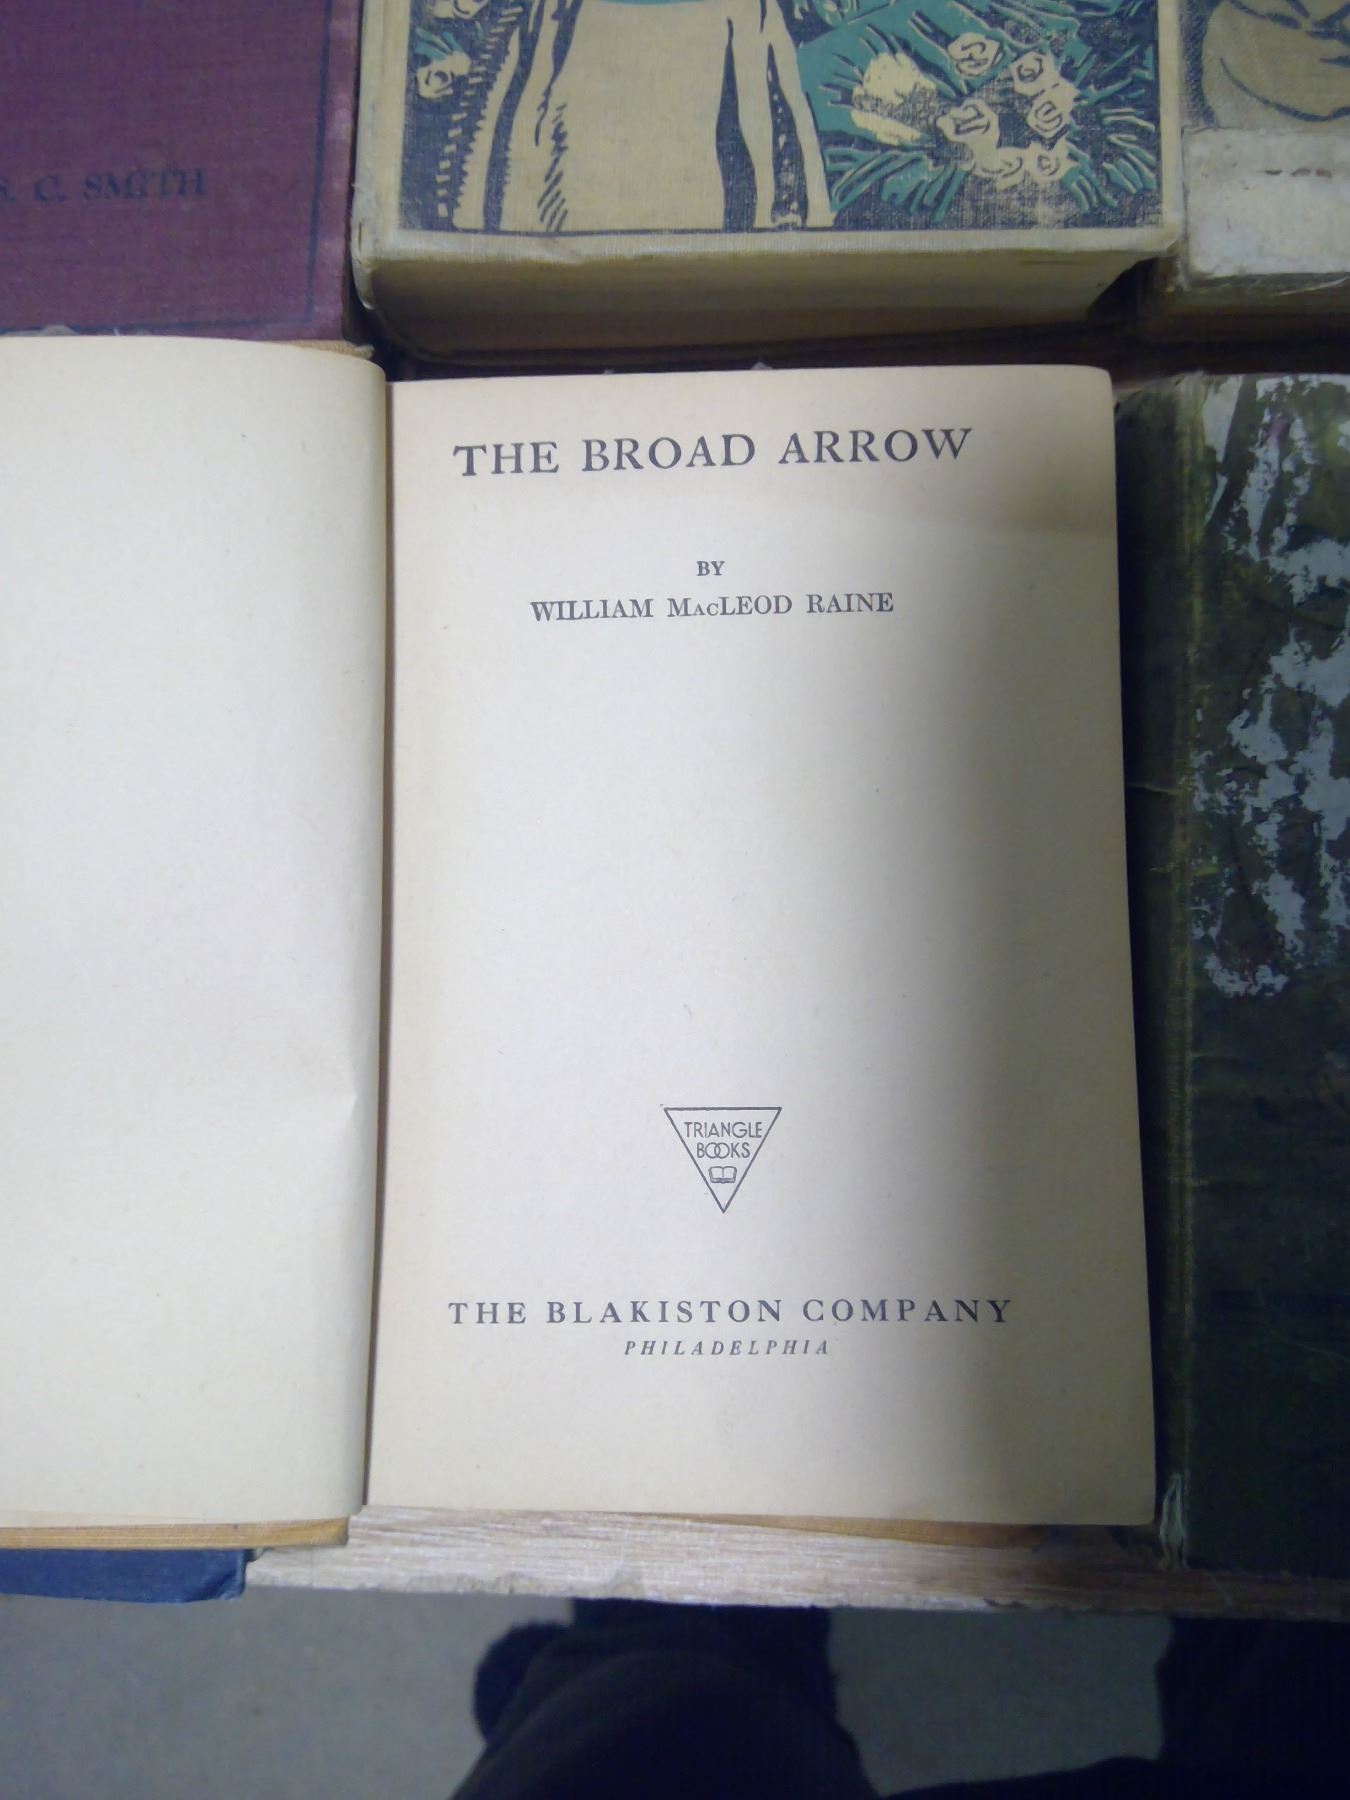 S. C. SMITH
THE BROAD ARROW
BY
WILLIAM MACLEOD RAINE
TRIANGLE
BOOKS
THE BLAKISTON COMPANY
PHILADELPHIA